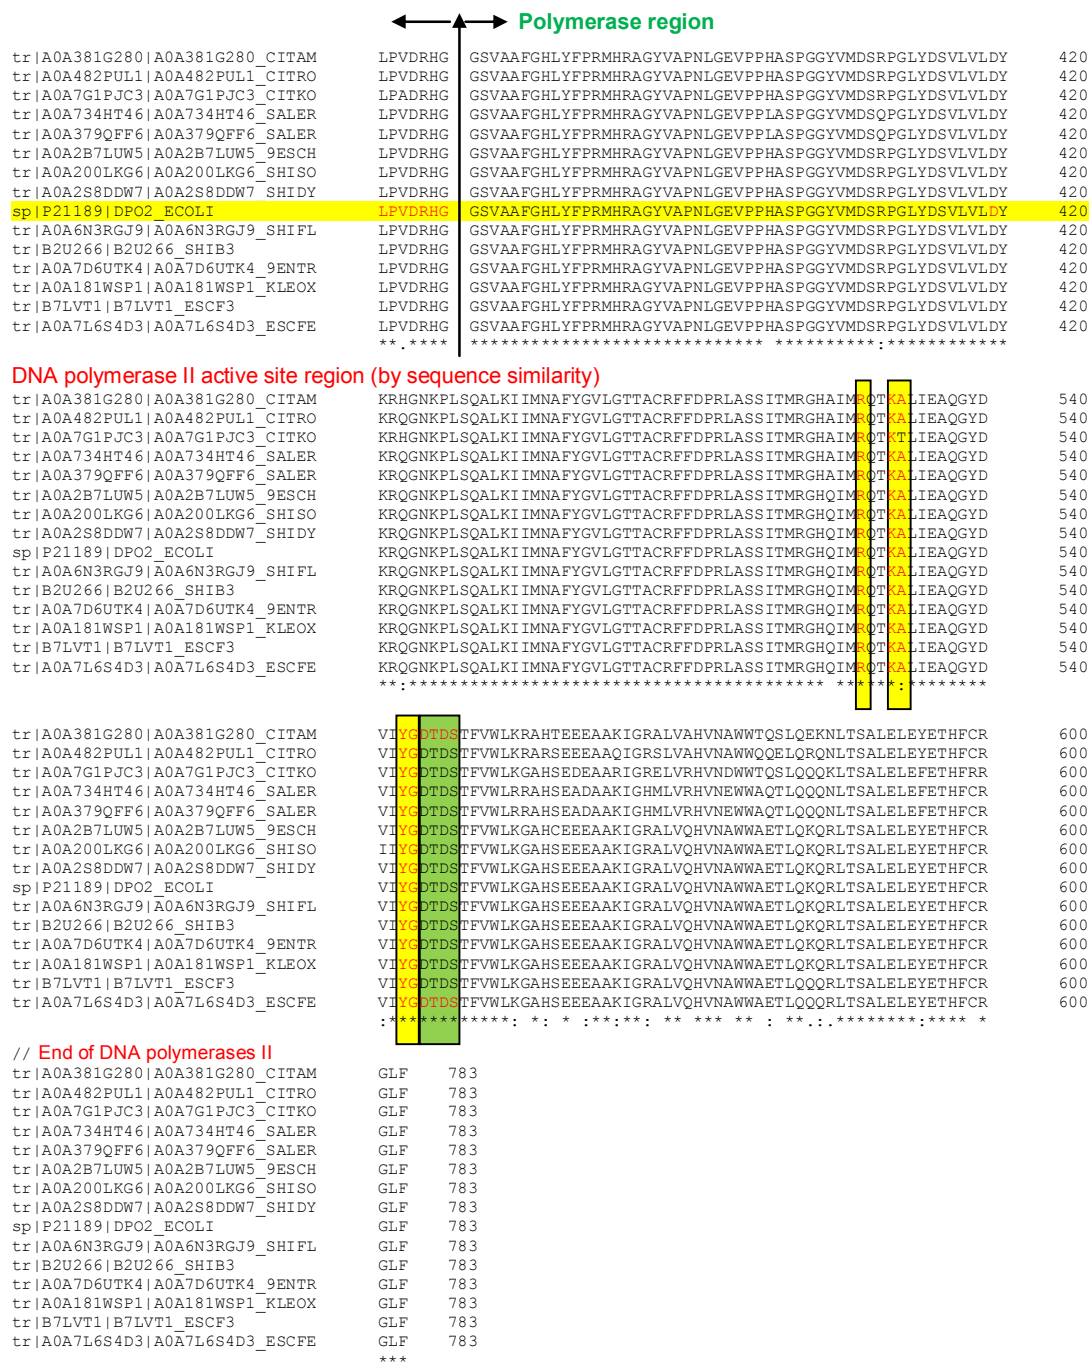 Polymerase region
tr|A0A381G280|A0A381G280_CITAM LPVDRHG GSVAAFGHLYFPRMHRAGYVAPNLGEVPPHASPGGYVMDSRPGLYDSVLVLDY 420
tr|A0A482PUL1|A0A482PUL1_CITRO LPVDRHG GSVAAFGHLYFPRMHRAGYVAPNLGEVPPHASPGGYVMDSRPGLYDSVLVLDY 420
tr|A0A7G1PJC3|A0A7G1PJC3_CITKO LPADRHG GSVAAFGHLYFPRMHRAGYVAPNLGEVPPHASPGGYVMDSRPGLYDSVLVLDY 420
tr|A0A734HT46|A0A734HT46_SALER LPVDRHG GSVAAFGHLYFPRMHRAGYVAPNLGEVPPLASPGGYVMDSQPGLYDSVLVLDY 420
tr|A0A379QFF6|A0A379QFF6_SALER LPVDRHG GSVAAFGHLYFPRMHRAGYVAPNLGEVPPHASPGGYVMDSRPGLYDSVLVLDY 420
tr|A0A2B7LUW5|A0A2B7LUW5_9ESCH LPVDRHG GSVAAFGHLYFPRMHRAGYVAPNLGEVPPHASPGGYVMDSRPGLYDSVLVLDY 420
tr|A0A200LKG6|A0A200LKG6_SHISO LPVDRHG GSVAAFGHLYFPRMHRAGYVAPNLGEVPPHASPGGYVMDSRPGLYDSVLVLDY 420
tr|A0A2S8DDW7|A0A2S8DDW7_SHIDY LPVDRHG GSVAAFGHLYFPRMHRAGYVAPNLGEVPPHASPGGYVMDSRPGLYDSVLVLDY 420
sp|P21189|DPO2_ECOLI LPVDRHG GSVAAFGHLYFPRMHRAGYVAPNLGEVPPHASPGGYVMDSRPGLYDSVLVLDY 420
tr|A0A6N3RGJ9|A0A6N3RGJ9_SHIFL LPVDRHG GSVAAFGHLYFPRMHRAGYVAPNLGEVPPHASPGGYVMDSRPGLYDSVLVLDY 420
tr|B2U266|B2U266_SHIB3 LPVDRHG GSVAAFGHLYFPRMHRAGYVAPNLGEVPPHASPGGYVMDSRPGLYDSVLVLDY 420
tr|A0A7D6UTK4|A0A7D6UTK4_9ENTR LPVDRHG GSVAAFGHLYFPRMHRAGYVAPNLGEVPPHASPGGYVMDSRPGLYDSVLVLDY 420
tr|A0A181WSP1|A0A181WSP1_KLEOX LPVDRHG GSVAAFGHLYFPRMHRAGYVAPNLGEVPPHASPGGYVMDSRPGLYDSVLVLDY 420
tr|B7LVT1|B7LVT1_ESCF3 LPVDRHG GSVAAFGHLYFPRMHRAGYVAPNLGEVPPHASPGGYVMDSRPGLYDSVLVLDY 420
tr|A0A7L6S4D3|A0A7L6S4D3_ESCFE LPVDRHG GSVAAFGHLYFPRMHRAGYVAPNLGEVPPHASPGGYVMDSRPGLYDSVLVLDY 420
**.**** ***************************** **********:************
DNA polymerase II active site region (by sequence similarity)
tr|A0A381G280|A0A381G280_CITAM KRHGNKPLSQALKIIMNAFYGVLGTTACRFFDPRLASSITMRGHAIMRQTKALIEAQGYD 540
tr|A0A482PUL1|A0A482PUL1_CITRO KRQGNKPLSQALKIIMNAFYGVLGTTACRFFDPRLASSITMRGHAIMRQTKALIEAQGYD 540
tr|A0A7G1PJC3|A0A7G1PJC3_CITKO KRHGNKPLSQALKIIMNAFYGVLGTTACRFFDPRLASSITMRGHAIMRQTKTLIEAQGYD 540
tr|A0A734HT46|A0A734HT46_SALER KRQGNKPLSQALKIIMNAFYGVLGTTACRFFDPRLASSITMRGHAIMRQTKALIEAQGYD 540
tr|A0A379QFF6|A0A379QFF6_SALER KRQGNKPLSQALKIIMNAFYGVLGTTACRFFDPRLASSITMRGHAIMRQTKALIEAQGYD 540
tr|A0A2B7LUW5|A0A2B7LUW5_9ESCH KRQGNKPLSQALKIIMNAFYGVLGTTACRFFDPRLASSITMRGHQIMRQTKALIEAQGYD 540
tr|A0A200LKG6|A0A200LKG6_SHISO KRQGNKPLSQALKIIMNAFYGVLGTTACRFFDPRLASSITMRGHQIMRQTKALIEAQGYD 540
tr|A0A2S8DDW7|A0A2S8DDW7_SHIDY KRQGNKPLSQALKIIMNAFYGVLGTTACRFFDPRLASSITMRGHQIMRQTKALIEAQGYD 540
sp|P21189|DPO2_ECOLI KRQGNKPLSQALKIIMNAFYGVLGTTACRFFDPRLASSITMRGHQIMRQTKALIEAQGYD 540
tr|A0A6N3RGJ9|A0A6N3RGJ9_SHIFL KRQGNKPLSQALKIIMNAFYGVLGTTACRFFDPRLASSITMRGHQIMRQTKALIEAQGYD 540
tr|B2U266|B2U266_SHIB3 KRQGNKPLSQALKIIMNAFYGVLGTTACRFFDPRLASSITMRGHQIMRQTKALIEAQGYD 540
tr|A0A7D6UTK4|A0A7D6UTK4_9ENTR KRQGNKPLSQALKIIMNAFYGVLGTTACRFFDPRLASSITMRGHQIMRQTKALIEAQGYD 540
tr|A0A181WSP1|A0A181WSP1_KLEOX KRQGNKPLSQALKIIMNAFYGVLGTTACRFFDPRLASSITMRGHQIMRQTKALIEAQGYD 540
tr|B7LVT1|B7LVT1_ESCF3 KRQGNKPLSQALKIIMNAFYGVLGTTACRFFDPRLASSITMRGHQIMRQTKALIEAQGYD 540
tr|A0A7L6S4D3|A0A7L6S4D3_ESCFE KRQGNKPLSQALKIIMNAFYGVLGTTACRFFDPRLASSITMRGHQIMRQTKALIEAQGYD 540
**:***************************************** ******:********
tr|A0A381G280|A0A381G280_CITAM VIYGDTDSTFVWLKRAHTEEEAAKIGRALVAHVNAWWTQSLQEKNLTSALELEYETHFCR 600
tr|A0A482PUL1|A0A482PUL1_CITRO VIYGDTDSTFVWLKRARSEEEAAQIGRSLVAHVNAWWQQELQRQNLTSALELEYETHFCR 600
tr|A0A7G1PJC3|A0A7G1PJC3_CITKO VIYGDTDSTFVWLKGAHSEDEAARIGRELVRHVNDWWTQSLQQQKLTSALELEFETHFRR 600
tr|A0A734HT46|A0A734HT46_SALER VIYGDTDSTFVWLRRAHSEADAAKIGHMLVRHVNEWWAQTLQQQNLTSALELEFETHFCR 600
tr|A0A379QFF6|A0A379QFF6_SALER VIYGDTDSTFVWLRRAHSEADAAKIGHMLVRHVNEWWAQTLQQQNLTSALELEFETHFCR 600
tr|A0A2B7LUW5|A0A2B7LUW5_9ESCH VIYGDTDSTFVWLKGAHCEEEAAKIGRALVQHVNAWWAETLQKQRLTSALELEYETHFCR 600
tr|A0A200LKG6|A0A200LKG6_SHISO IIYGDTDSTFVWLKGAHSEEEAAKIGRALVQHVNAWWAETLQKQRLTSALELEYETHFCR 600
tr|A0A2S8DDW7|A0A2S8DDW7_SHIDY VIYGDTDSTFVWLKGAHSEEEAAKIGRALVQHVNAWWAETLQKQRLTSALELEYETHFCR 600
sp|P21189|DPO2_ECOLI VIYGDTDSTFVWLKGAHSEEEAAKIGRALVQHVNAWWAETLQKQRLTSALELEYETHFCR 600
tr|A0A6N3RGJ9|A0A6N3RGJ9_SHIFL VIYGDTDSTFVWLKGAHSEEEAAKIGRALVQHVNAWWAETLQKQRLTSALELEYETHFCR 600
tr|B2U266|B2U266_SHIB3 VIYGDTDSTFVWLKGAHSEEEAAKIGRALVQHVNAWWAETLQKQRLTSALELEYETHFCR 600
tr|A0A7D6UTK4|A0A7D6UTK4_9ENTR VIYGDTDSTFVWLKGAHSEEEAAKIGRALVQHVNAWWAETLQKQRLTSALELEYETHFCR 600
tr|A0A181WSP1|A0A181WSP1_KLEOX VIYGDTDSTFVWLKGAHSEEEAAKIGRALVQHVNAWWAETLQKQRLTSALELEYETHFCR 600
tr|B7LVT1|B7LVT1_ESCF3 VIYGDTDSTFVWLKGAHSEEEAAKIGRALVQHVNAWWAETLQKQRLTSALELEYETHFCR 600
tr|A0A7L6S4D3|A0A7L6S4D3_ESCFE VIYGDTDSTFVWLKGAHSEEEAAKIGRALVQHVNAWWAETLQQQRLTSALELEYETHFCR 600
:************: *: * :**:**: ** *** ** : **.:.********:**** *
// End of DNA polymerases II
tr|A0A381G280|A0A381G280_CITAM GLF 783
tr|A0A482PUL1|A0A482PUL1_CITRO GLF 783
tr|A0A7G1PJC3|A0A7G1PJC3_CITKO GLF 783
tr|A0A734HT46|A0A734HT46_SALER GLF 783
tr|A0A379QFF6|A0A379QFF6_SALER GLF 783
tr|A0A2B7LUW5|A0A2B7LUW5_9ESCH GLF 783
tr|A0A200LKG6|A0A200LKG6_SHISO GLF 783
tr|A0A2S8DDW7|A0A2S8DDW7_SHIDY GLF 783
sp|P21189|DPO2_ECOLI GLF 783
tr|A0A6N3RGJ9|A0A6N3RGJ9_SHIFL GLF 783
tr|B2U266|B2U266_SHIB3 GLF 783
tr|A0A7D6UTK4|A0A7D6UTK4_9ENTR GLF 783
tr|A0A181WSP1|A0A181WSP1_KLEOX GLF 783
tr|B7LVT1|B7LVT1_ESCF3 GLF 783
tr|A0A7L6S4D3|A0A7L6S4D3_ESCFE GLF 783
***